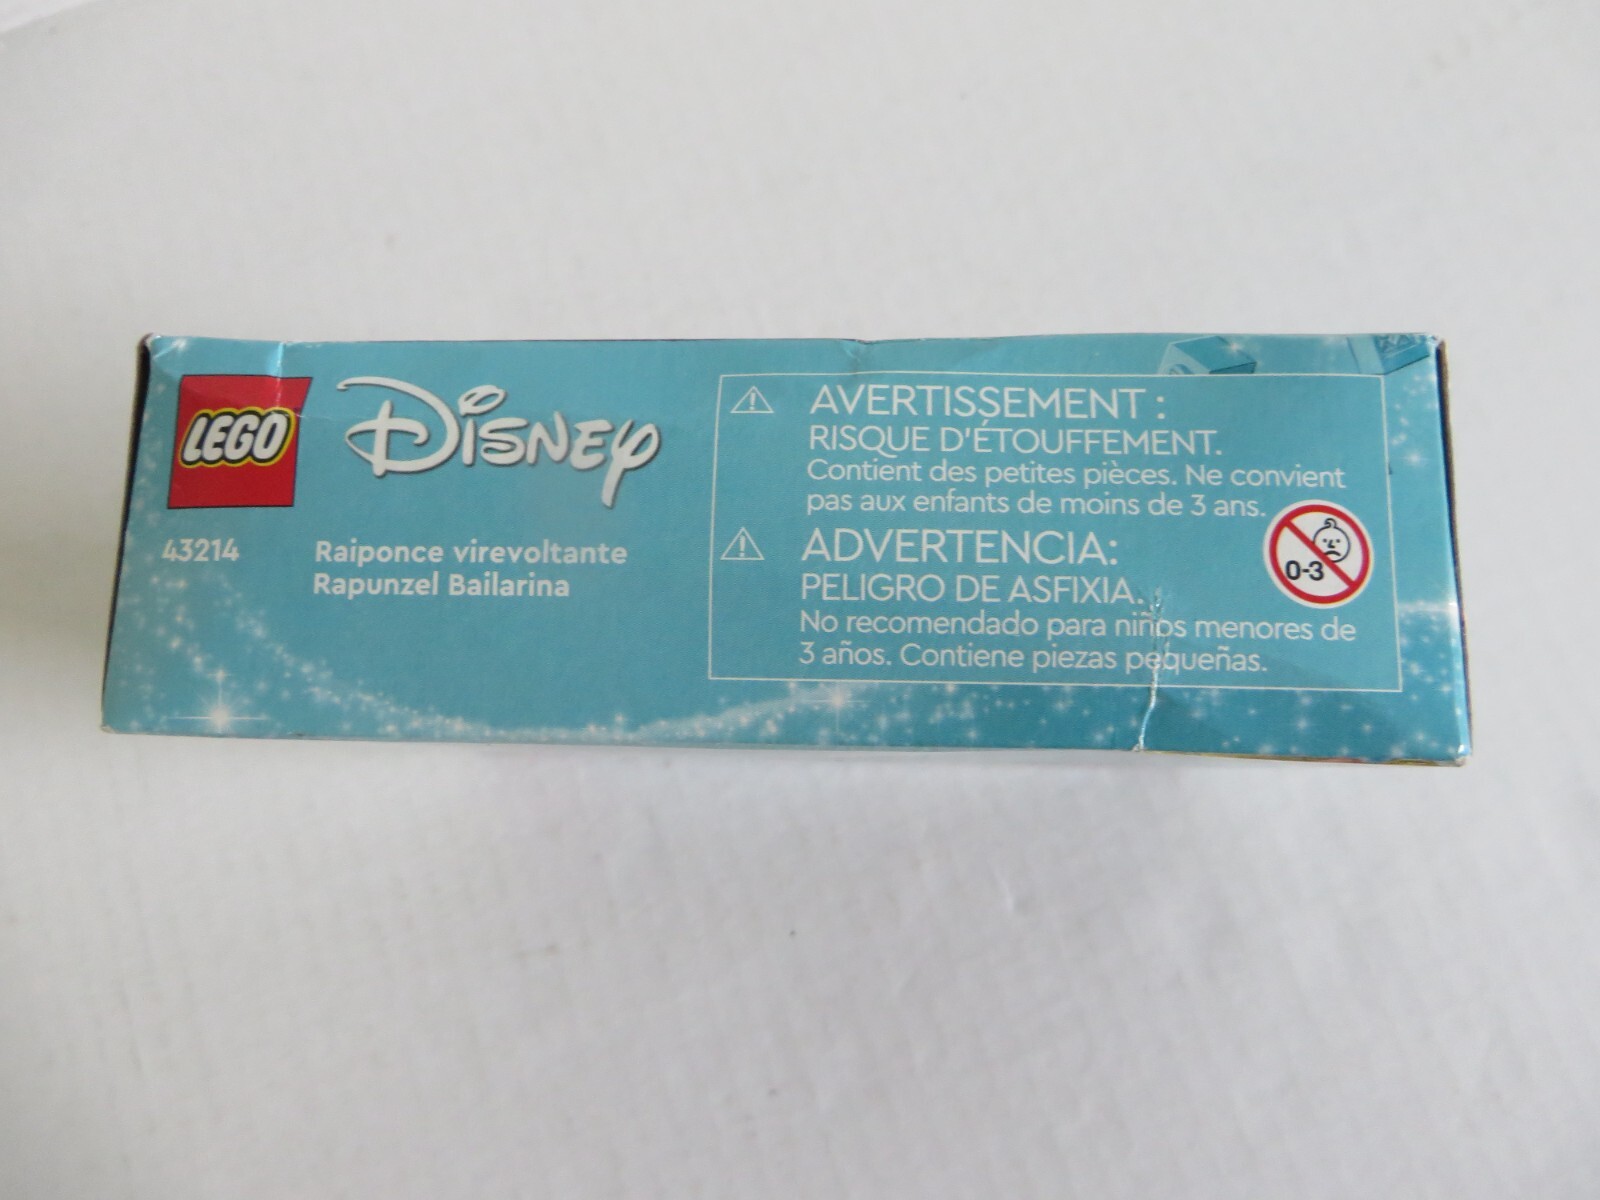 LEGO
DISNEY
43214
Raiponce virevoltante
Rapunzel Bailarina
AVERTISSEMENT :
RISQUE D'ÉTOUFFEMENT.
Contient des petites pièces. Ne convient
pas aux enfants de moins de 3 ans.
ADVERTENCIA:
PELIGRO DE ASFIXIA.
No recomendado para niños menores de
3 años. Contiene piezas pequeñas.
0-3